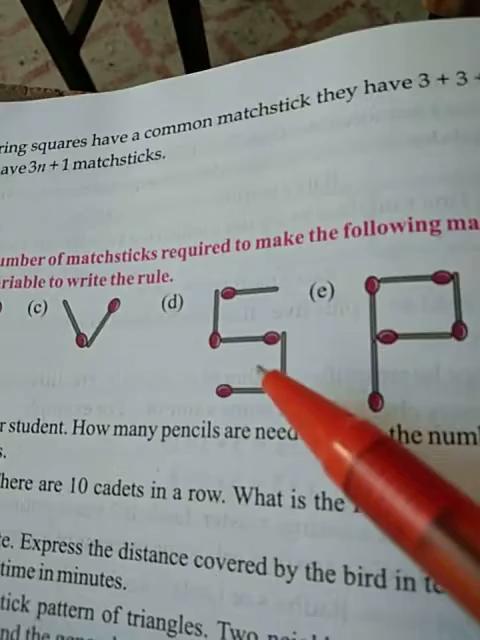 ring squares have a common matchstick they have 3 + 3
ave 3n + 1 matchsticks.
umber of matchsticks required to make the following ma
riable to write the rule.
(c) (d) (e)
r student. How many pencils are need the num
s.
here are 10 cadets in a row. What is the
e. Express the distance covered by the bird in t
time in minutes.
tick pattern of triangles. Two